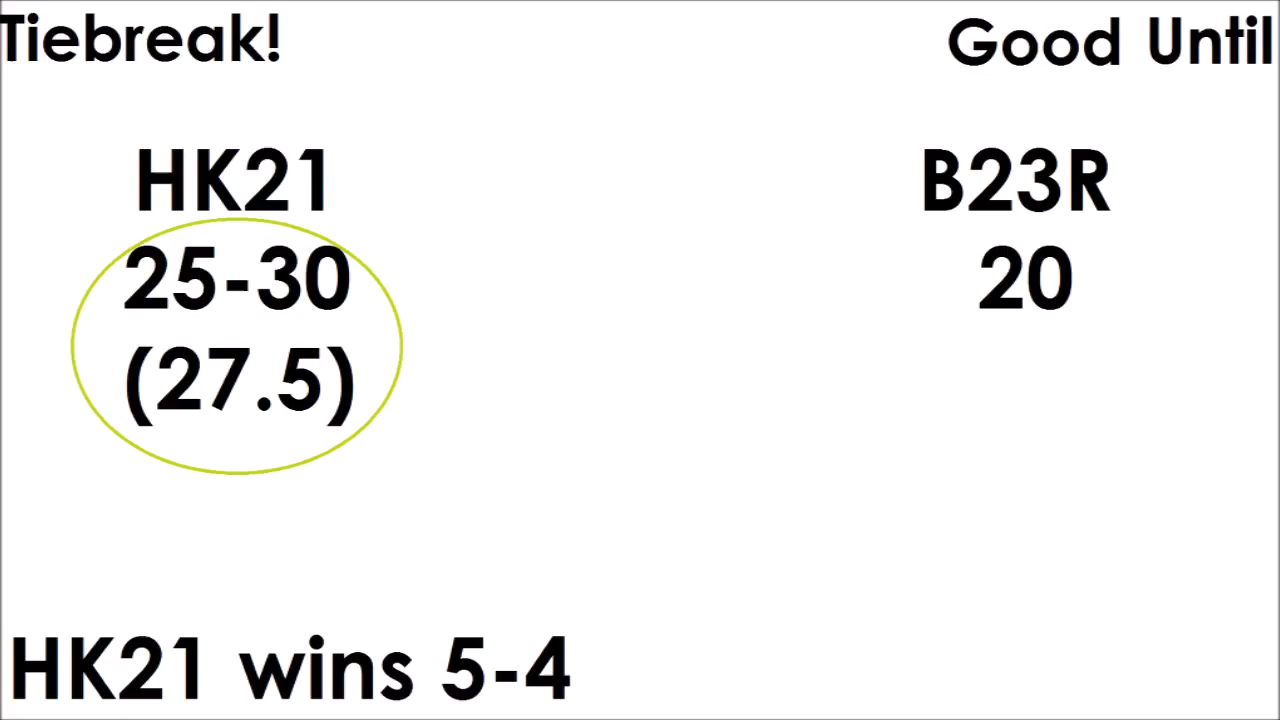 Tiebreak!
Good Until
HK21
B23R
25-30
20
(27.5)
HK21 wins 5-4